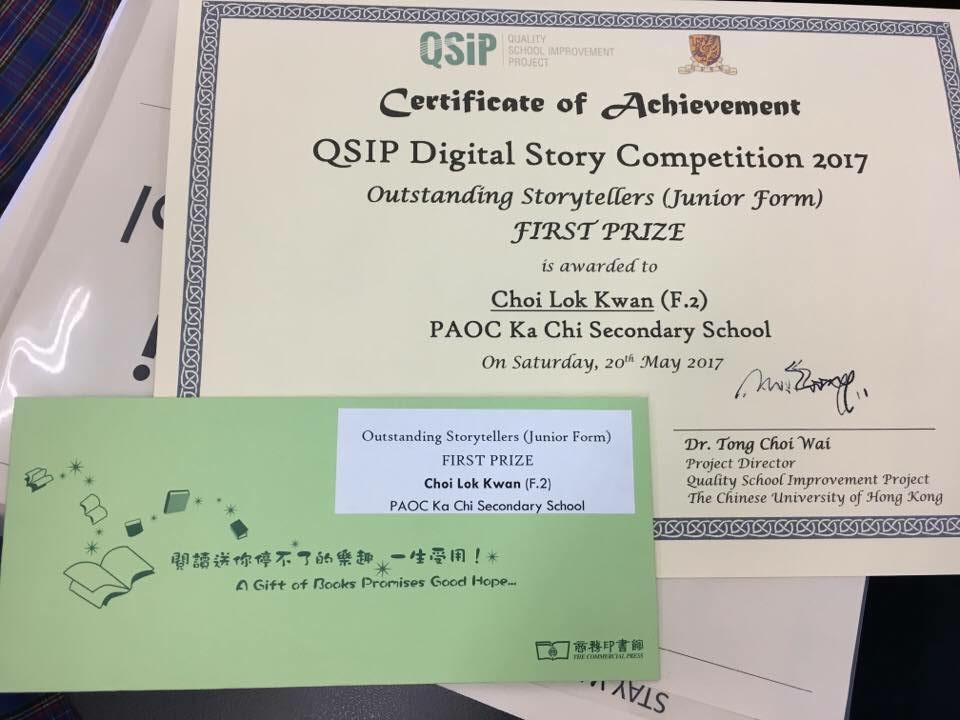 QSIP
QUALITY
SCHOOL IMPROVEMENT
PROJECT
Certificate of Achievement
QSIP Digital Story Competition 2017
Outstanding Storytellers (Junior Form)
FIRST PRIZE
is awarded to
Choi Lok Kwan (F.2)
PAOC Ka Chi Secondary School
On Saturday, 20th May 2017
Dr. Tong Choi Wai
Project Director
Quality School Improvement Project
The Chinese University of Hong Kong
Outstanding Storytellers (Junior Form)
FIRST PRIZE
Choi Lok Kwan (F.2)
PAOC Ka Chi Secondary School
閱讀送你停不了的樂趣,一生受用!
A Gift of Books Promises Good Hope...
商務印書館
THE COMMERCIAL PRESS
STAY